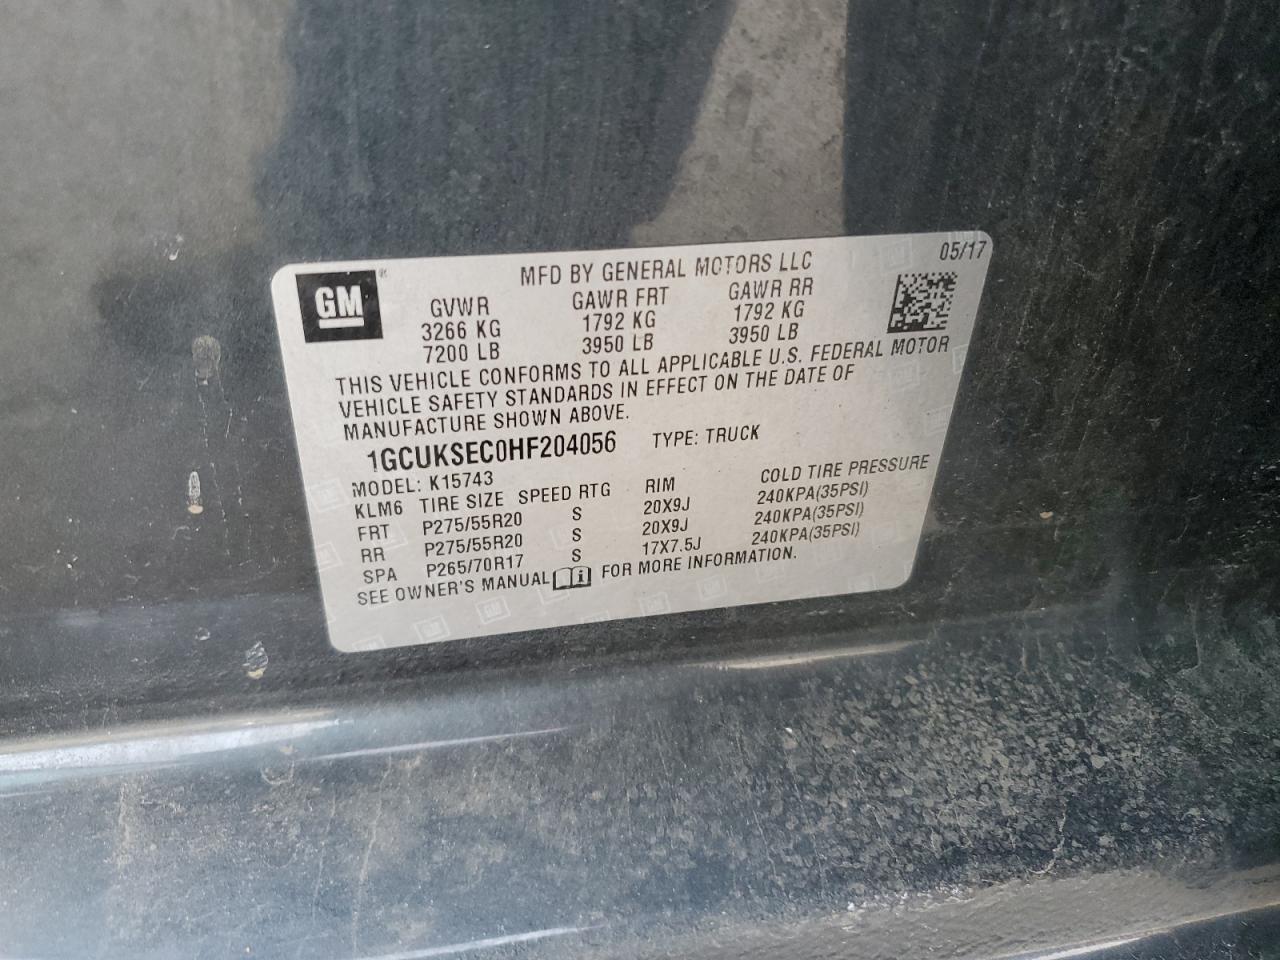 GM ®
MFD BY GENERAL MOTORS LLC 05/17
GVWR GAWR FRT GAWR RR
3266 KG 1792 KG 1792 KG
7200 LB 3950 LB 3950 LB
THIS VEHICLE CONFORMS TO ALL APPLICABLE U.S. FEDERAL MOTOR
VEHICLE SAFETY STANDARDS IN EFFECT ON THE DATE OF
MANUFACTURE SHOWN ABOVE.
1GCUKSEC0HF204056 TYPE: TRUCK
MODEL: K15743
KLM6 TIRE SIZE SPEED RTG RIM COLD TIRE PRESSURE
FRT P275/55R20 S 20X9J 240KPA(35PSI)
RR P275/55R20 S 20X9J 240KPA(35PSI)
SPA P265/70R17 S 17X7.5J 240KPA(35PSI)
SEE OWNER'S MANUAL FOR MORE INFORMATION.